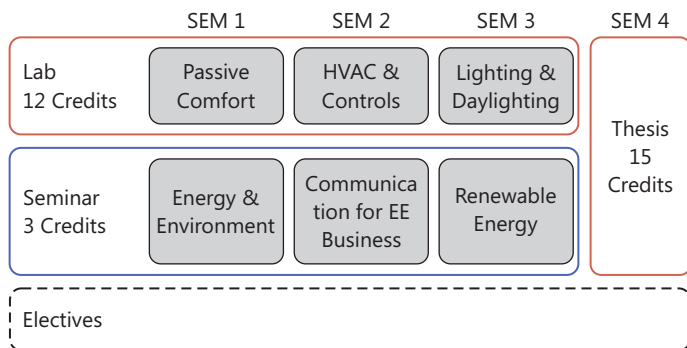 SEM 1 SEM 2 SEM 3 SEM 4
Lab
12 Credits
Passive
Comfort
HVAC &
Controls
Lighting &
Daylighting
Thesis
15
Credits
Seminar
3 Credits
Energy &
Environment
Communica
tion for EE
Business
Renewable
Energy
Electives